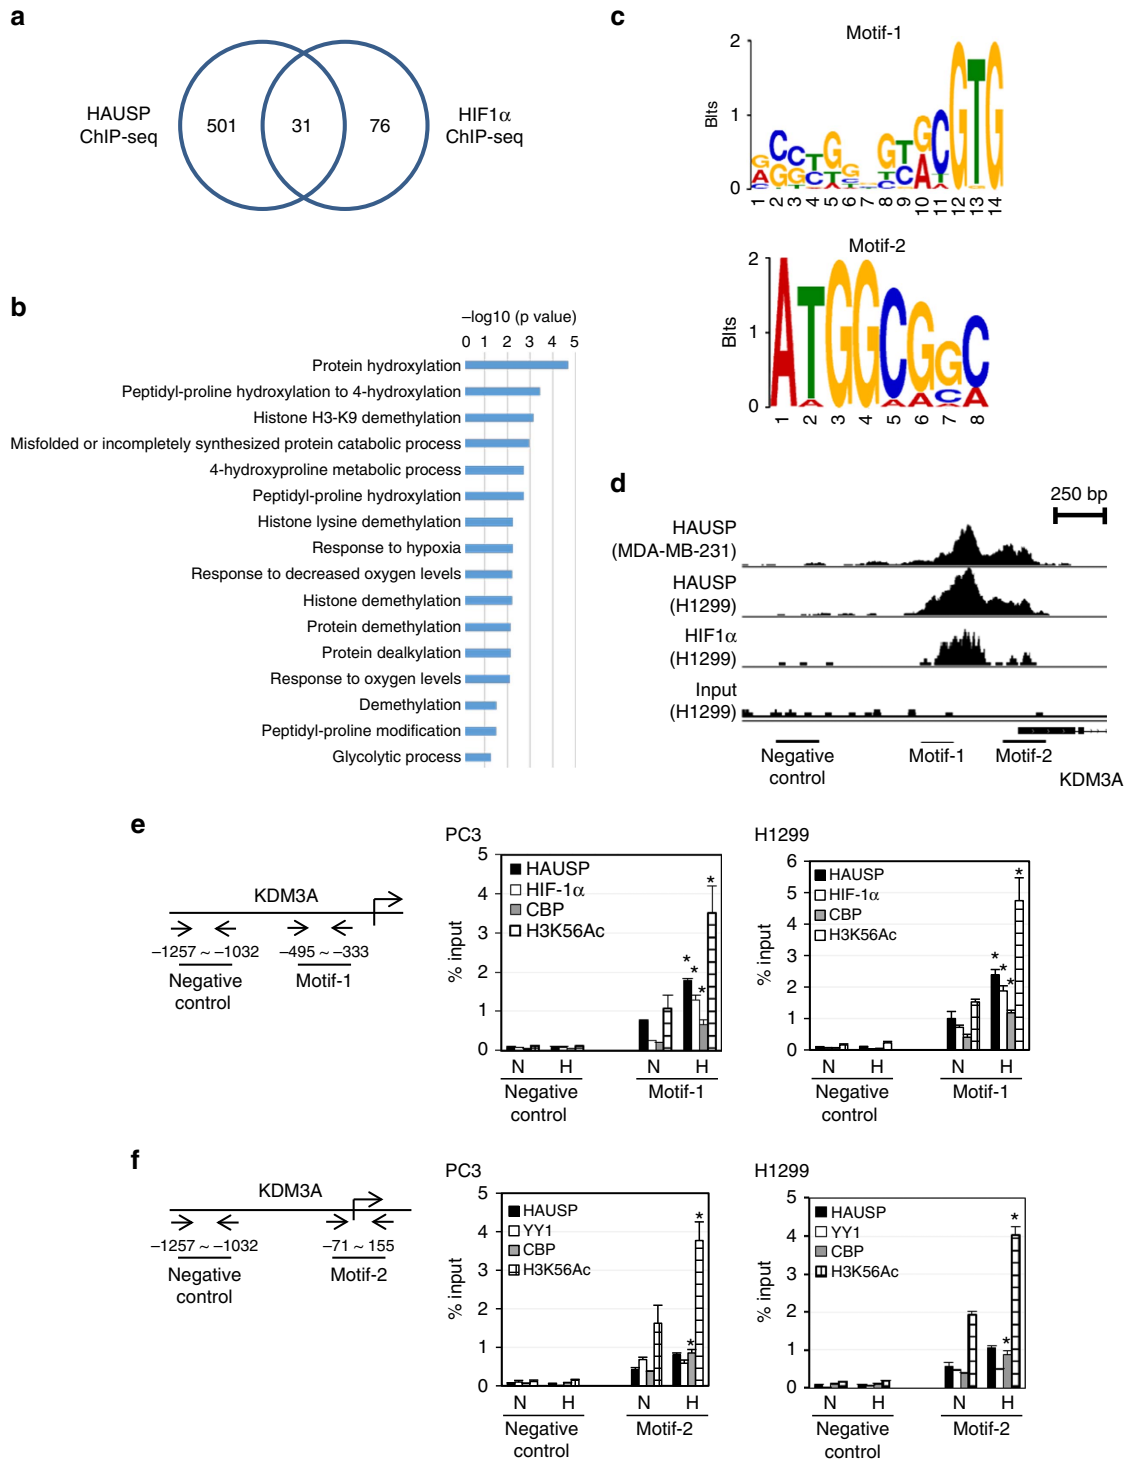 a
HAUSP
ChIP-seq
501
31
76
HIF1α
ChIP-seq
b
–log10 (p value)
0 1 2 3 4 5
Protein hydroxylation
Peptidyl-proline hydroxylation to 4-hydroxylation
Histone H3-K9 demethylation
Misfolded or incompletely synthesized protein catabolic process
4-hydroxyproline metabolic process
Peptidyl-proline hydroxylation
Histone lysine demethylation
Response to hypoxia
Response to decreased oxygen levels
Histone demethylation
Protein demethylation
Protein dealkylation
Response to oxygen levels
Demethylation
Peptidyl-proline modification
Glycolytic process
c
Motif-1
BIts
2
1
0
1 2 3 4 5 6 7 8 9 10 11 12 13 14
Motif-2
BIts
2
1
0
ATGGCGGC
1 2 3 4 5 6 7 8
d
250 bp
HAUSP
(MDA-MB-231)
HAUSP
(H1299)
HIF1α
(H1299)
Input
(H1299)
Negative
control
Motif-1
Motif-2
KDM3A
e
KDM3A
–1257 ~ –1032
–495 ~ –333
Negative
control
Motif-1
PC3
% input
5
4
3
2
1
0
HAUSP
HIF-1α
CBP
H3K56Ac
* * * *
N H N H
Negative
control
Motif-1
H1299
% input
6
5
4
3
2
1
0
HAUSP
HIF-1α
CBP
H3K56Ac
* * * *
N H N H
Negative
control
Motif-1
f
KDM3A
–1257 ~ –1032
–71 ~ 155
Negative
control
Motif-2
PC3
% input
5
4
3
2
1
0
HAUSP
YY1
CBP
H3K56Ac
* *
N H N H
Negative
control
Motif-2
H1299
% input
5
4
3
2
1
0
HAUSP
YY1
CBP
H3K56Ac
* *
N H N H
Negative
control
Motif-2